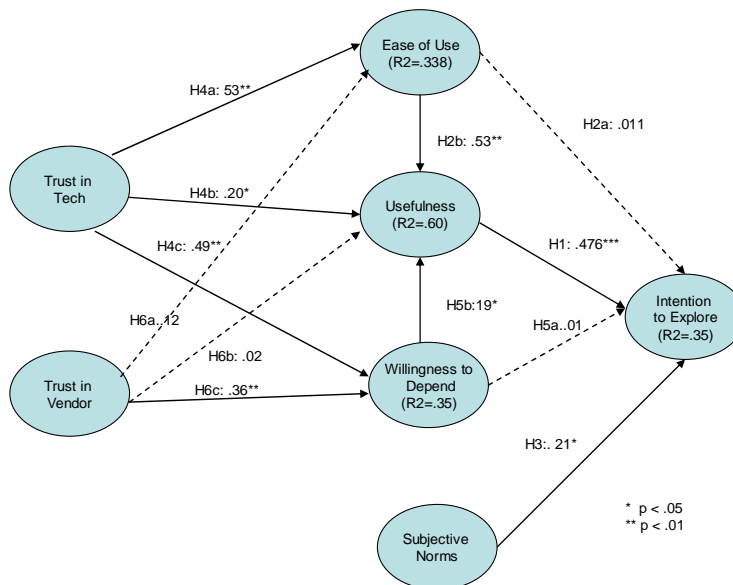 Ease of Use
(R2=.338)
H4a: 53**
H2a: .011
H2b: .53**
Trust in
Tech
H4b: .20*
Usefulness
(R2=.60)
H4c: .49**
H1: .476***
Intention
to Explore
(R2=.35)
H5b:19*
H6a..12
H5a..01
H6b: .02
Willingness to
Depend
(R2=.35)
Trust in
Vendor
H6c: .36**
H3:. 21*
* p < .05
** p < .01
Subjective
Norms